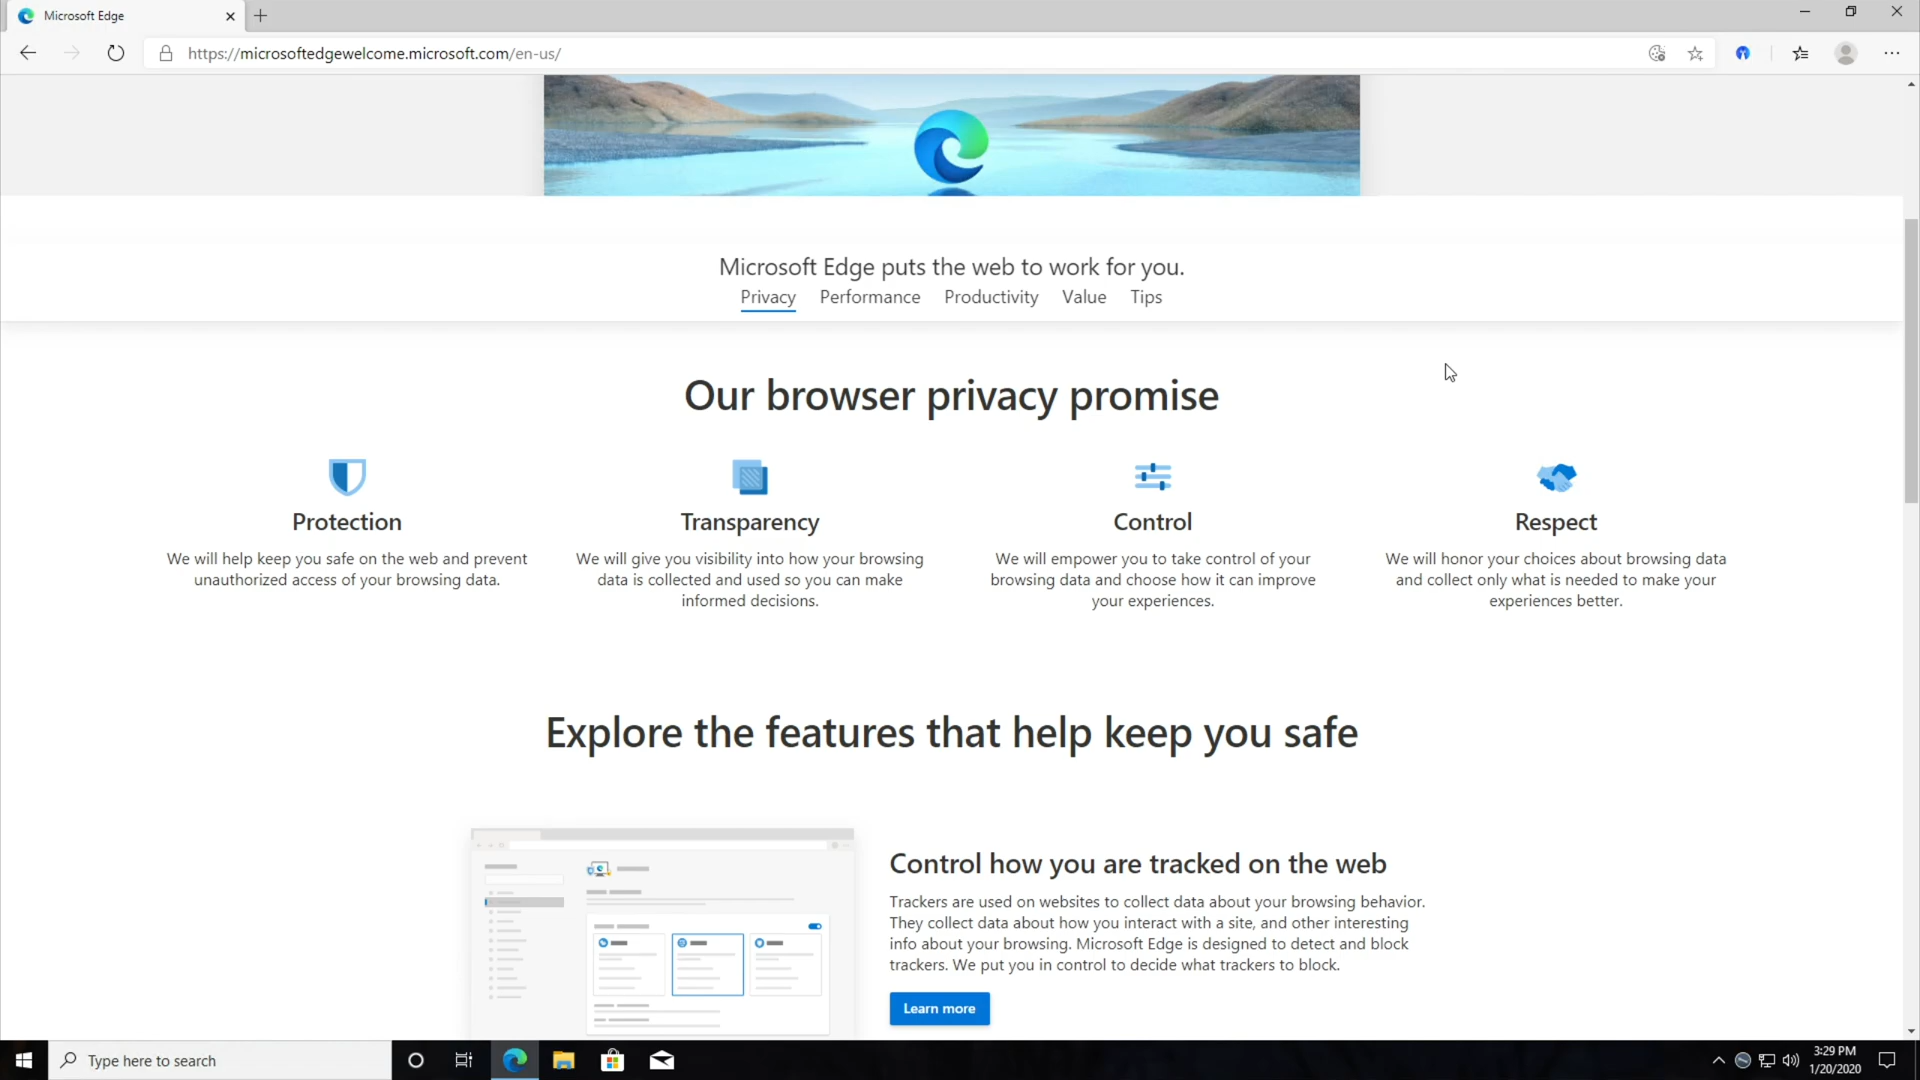 Microsoft Edge
https://microsoftedgewelcome.microsoft.com/en-us/
Microsoft Edge puts the web to work for you.
Privacy Performance Productivity Value Tips
Our browser privacy promise
Protection
We will help keep you safe on the web and prevent
unauthorized access of your browsing data.
Transparency
We will give you visibility into how your browsing
data is collected and used so you can make
informed decisions.
Control
We will empower you to take control of your
browsing data and choose how it can improve
your experiences.
Respect
We will honor your choices about browsing data
and collect only what is needed to make your
experiences better.
Explore the features that help keep you safe
Control how you are tracked on the web
Trackers are used on websites to collect data about your browsing behavior.
They collect data about how you interact with a site, and other interesting
info about your browsing. Microsoft Edge is designed to detect and block
trackers. We put you in control to decide what trackers to block.
Learn more
Type here to search
3:29 PM
1/20/2020